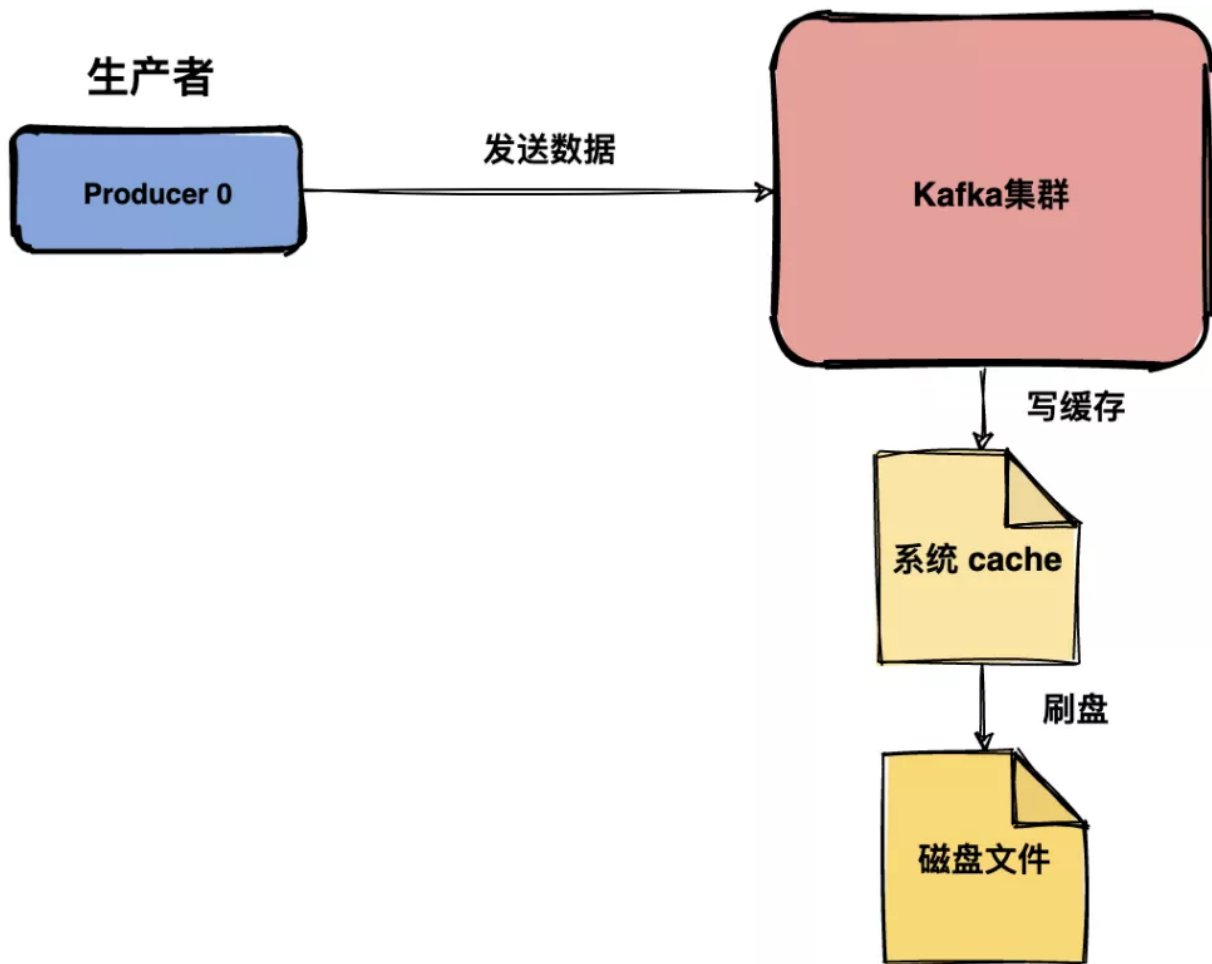 生产者
Producer 0
发送数据
Kafka集群
写缓存
系统 cache
刷盘
磁盘文件